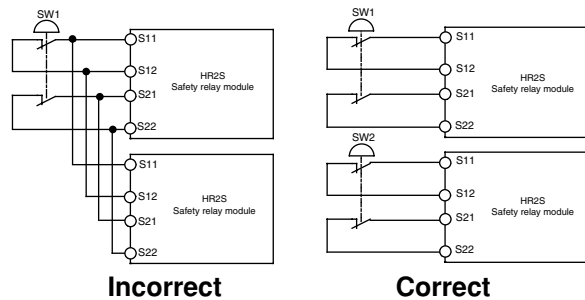 SW1
S11
S12
S21
S22
HR2S
Safety relay module
S11
S12
S21
S22
HR2S
Safety relay module
Incorrect
SW1
S11
S12
S21
S22
HR2S
Safety relay module
SW2
S11
S12
S21
S22
HR2S
Safety relay module
Correct